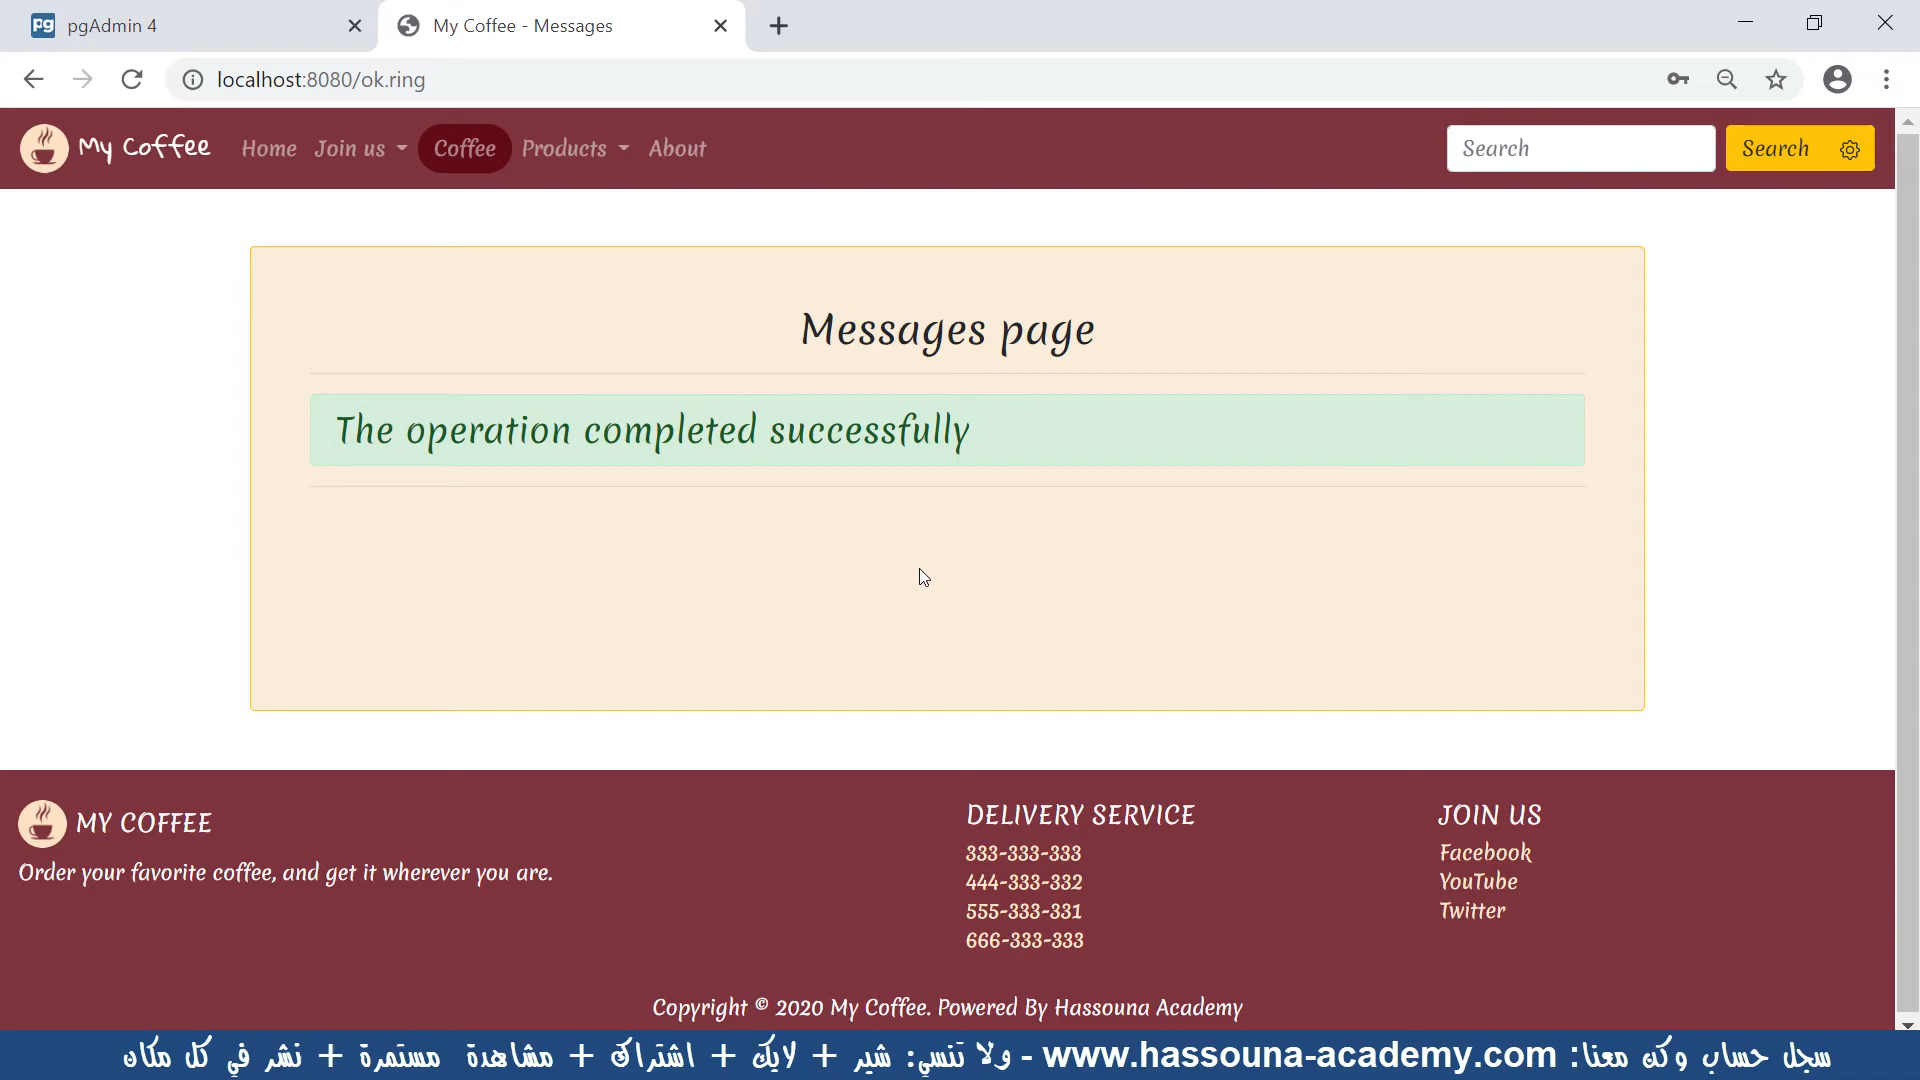 pgAdmin 4
My Coffee - Messages
localhost:8080/ok.ring
My Coffee Home Join us Coffee Products About Search Search
Messages page
The operation completed successfully
MY COFFEE
Order your favorite coffee, and get it wherever you are.
DELIVERY SERVICE
333-333-333
444-333-332
555-333-331
666-333-333
JOIN US
Facebook
YouTube
Twitter
Copyright © 2020 My Coffee. Powered By Hassouna Academy
سجل حساب وكن معنا: www.hassouna-academy.com - ولا تنسي: شير + لايك + اشتراك + مشاهدة مستمرة + نشر في كل مكان